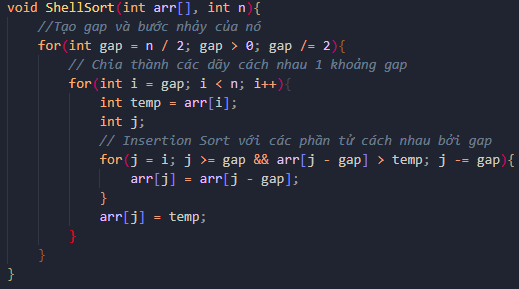 void ShellSort(int arr[], int n){
    //Tạo gap và bước nhảy của nó
    for(int gap = n / 2; gap > 0; gap /= 2){
        // Chia thành các dãy cách nhau 1 khoảng gap
        for(int i = gap; i < n; i++){
            int temp = arr[i];
            int j;
            // Insertion Sort với các phần tử cách nhau bởi gap
            for(j = i; j >= gap && arr[j - gap] > temp; j -= gap){
                arr[j] = arr[j - gap];
            }
            arr[j] = temp;
        }
    }
}